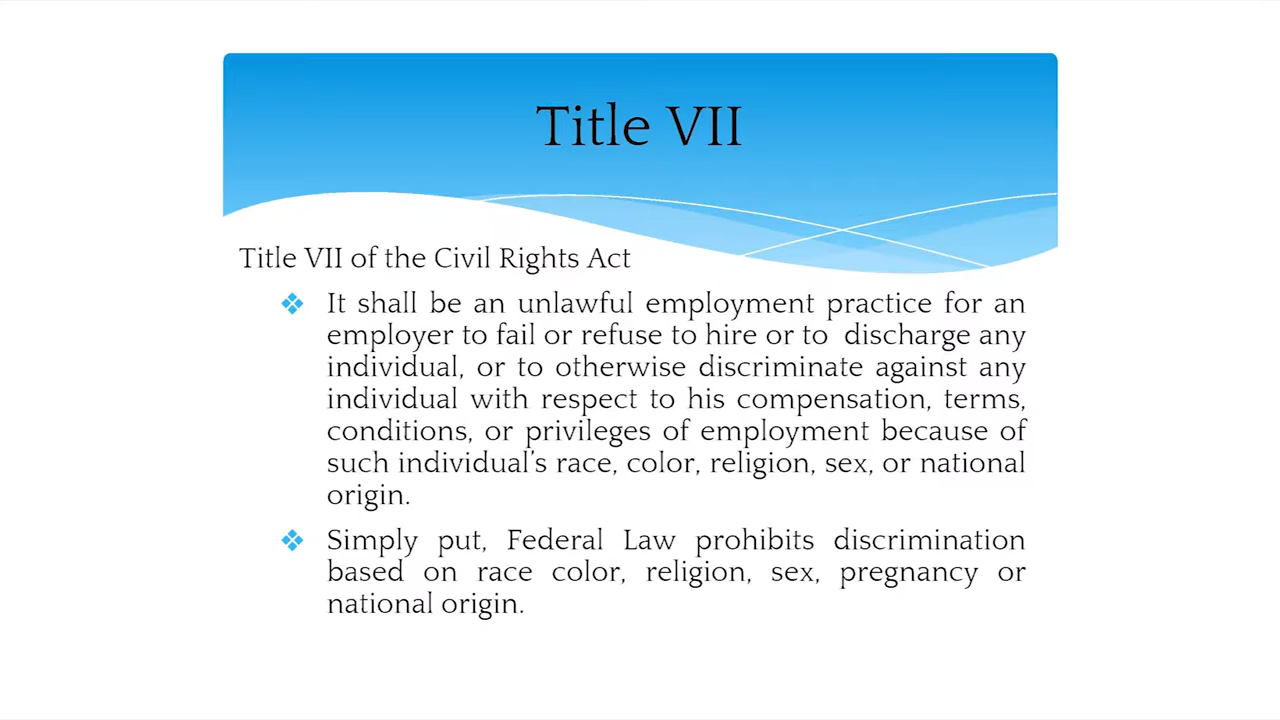 Title VII
Title VII of the Civil Rights Act
It shall be an unlawful employment practice for an
employer to fail or refuse to hire or to discharge any
individual, or to otherwise discriminate against any
individual with respect to his compensation, terms,
conditions, or privileges of employment because of
such individual's race, color, religion, sex, or national
origin.
Simply put, Federal Law prohibits discrimination
based on race color, religion, sex, pregnancy or
national origin.